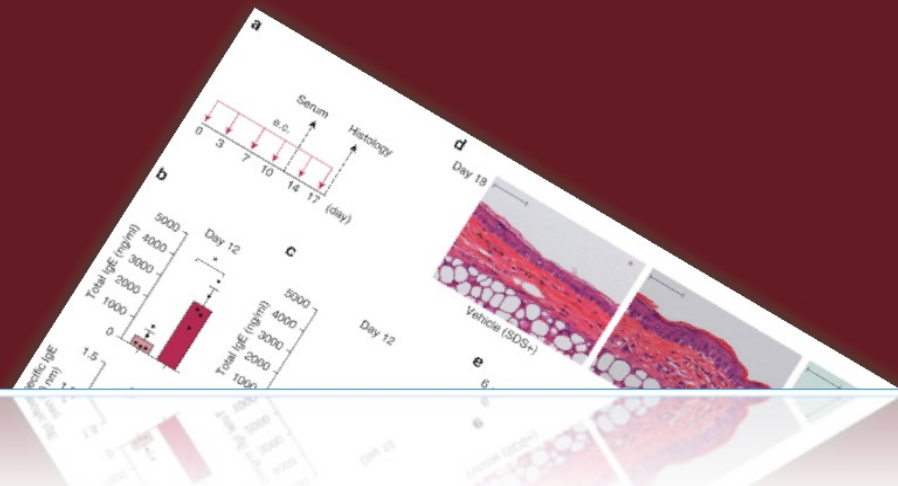 a
Serum
Histology
e.c.
0 3 7 10 14 17 (day)
b
Day 12
*
Total IgE (ng/ml)
5000
4000
3000
2000
1000
0
1.5
c
Day 12
Total IgE (ng/ml)
5000
4000
3000
2000
1000
d
Day 18
Vehicle (SDS+)
e
6